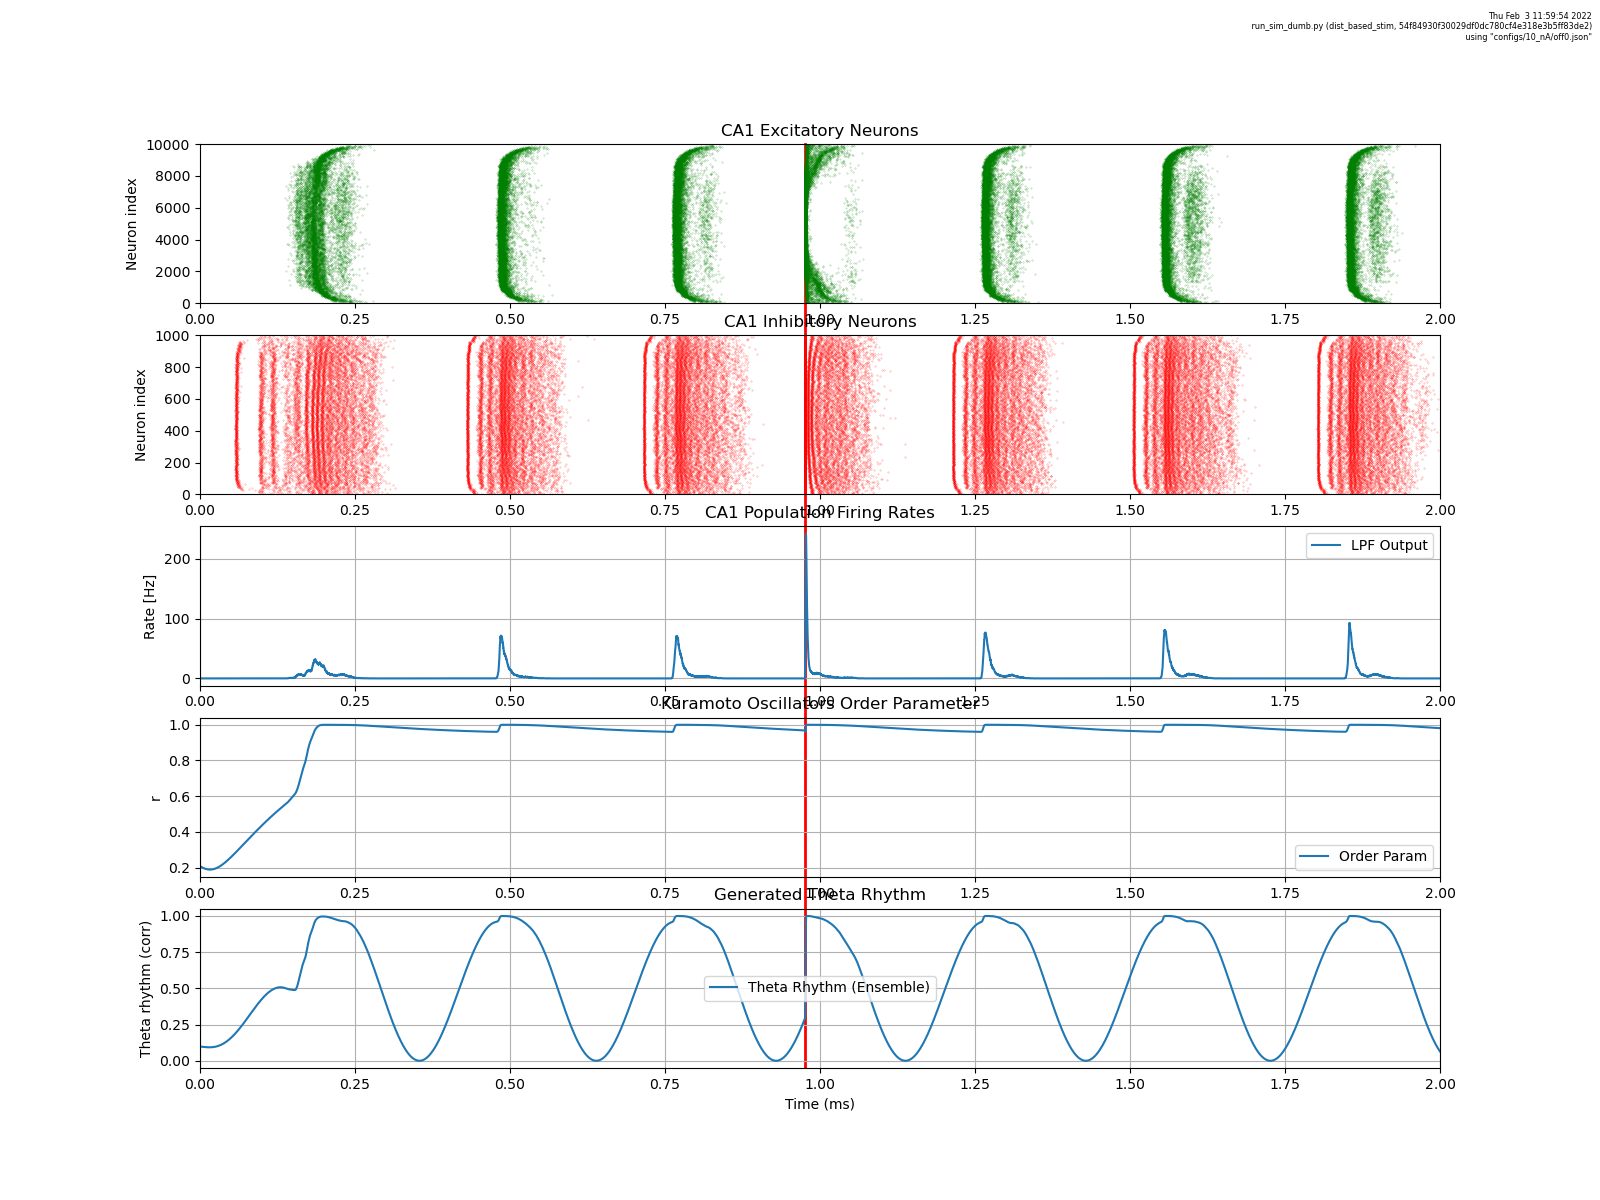 Thu Feb  3 11:59:54 2022
run_sim_dumb.py (dist_based_stim, 54f84930f30029df0dc780cf4e318e3b5ff83de2)
using "configs/10_nA/off0.json"
CA1 Excitatory Neurons
Neuron index
10000
8000
6000
4000
2000
0
0.00 0.25 0.50 0.75 1.00 1.25 1.50 1.75 2.00
CA1 Inhibitory Neurons
Neuron index
1000
800
600
400
200
0
0.00 0.25 0.50 0.75 1.00 1.25 1.50 1.75 2.00
CA1 Population Firing Rates
Rate [Hz]
200
100
0
LPF Output
0.00 0.25 0.50 0.75 1.00 1.25 1.50 1.75 2.00
Kuramoto Oscillators Order Parameter
r
1.0
0.8
0.6
0.4
0.2
Order Param
0.00 0.25 0.50 0.75 1.00 1.25 1.50 1.75 2.00
Generated Theta Rhythm
Theta rhythm (corr)
1.00
0.75
0.50
0.25
0.00
Theta Rhythm (Ensemble)
0.00 0.25 0.50 0.75 1.00 1.25 1.50 1.75 2.00
Time (ms)